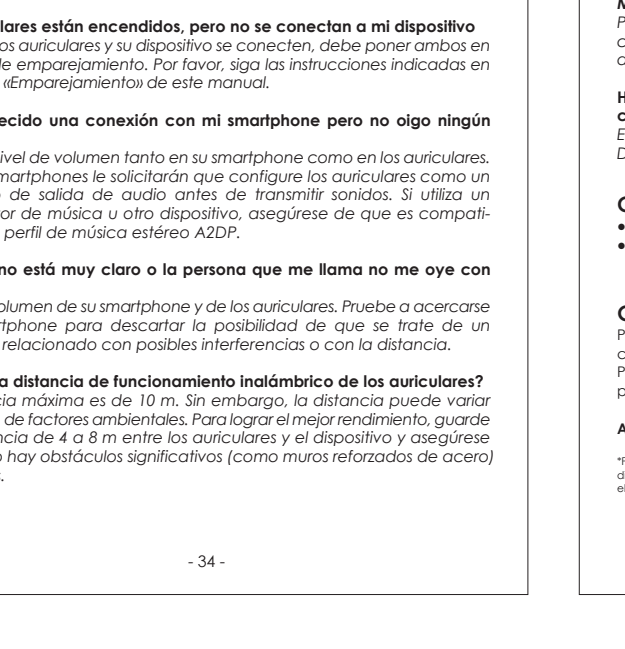 lares están encendidos, pero no se conectan a mi dispositivo
os auriculares y su dispositivo se conecten, debe poner ambos en
de emparejamiento. Por favor, siga las instrucciones indicadas en
«Emparejamiento» de este manual.
ecido una conexión con mi smartphone pero no oigo ningún
ivel de volumen tanto en su smartphone como en los auriculares.
martphones le solicitarán que configure los auriculares como un
o de salida de audio antes de transmitir sonidos. Si utiliza un
or de música u otro dispositivo, asegúrese de que es compati-
perfil de música estéreo A2DP.
no está muy claro o la persona que me llama no me oye con
olumen de su smartphone y de los auriculares. Pruebe a acercarse
rtphone para descartar la posibilidad de que se trate de un
relacionado con posibles interferencias o con la distancia.
a distancia de funcionamiento inalámbrico de los auriculares?
cia máxima es de 10 m. Sin embargo, la distancia puede variar
de factores ambientales. Para lograr el mejor rendimiento, guarde
ncia de 4 a 8 m entre los auriculares y el dispositivo y asegúrese
o hay obstáculos significativos (como muros reforzados de acero)
s.
- 34 -